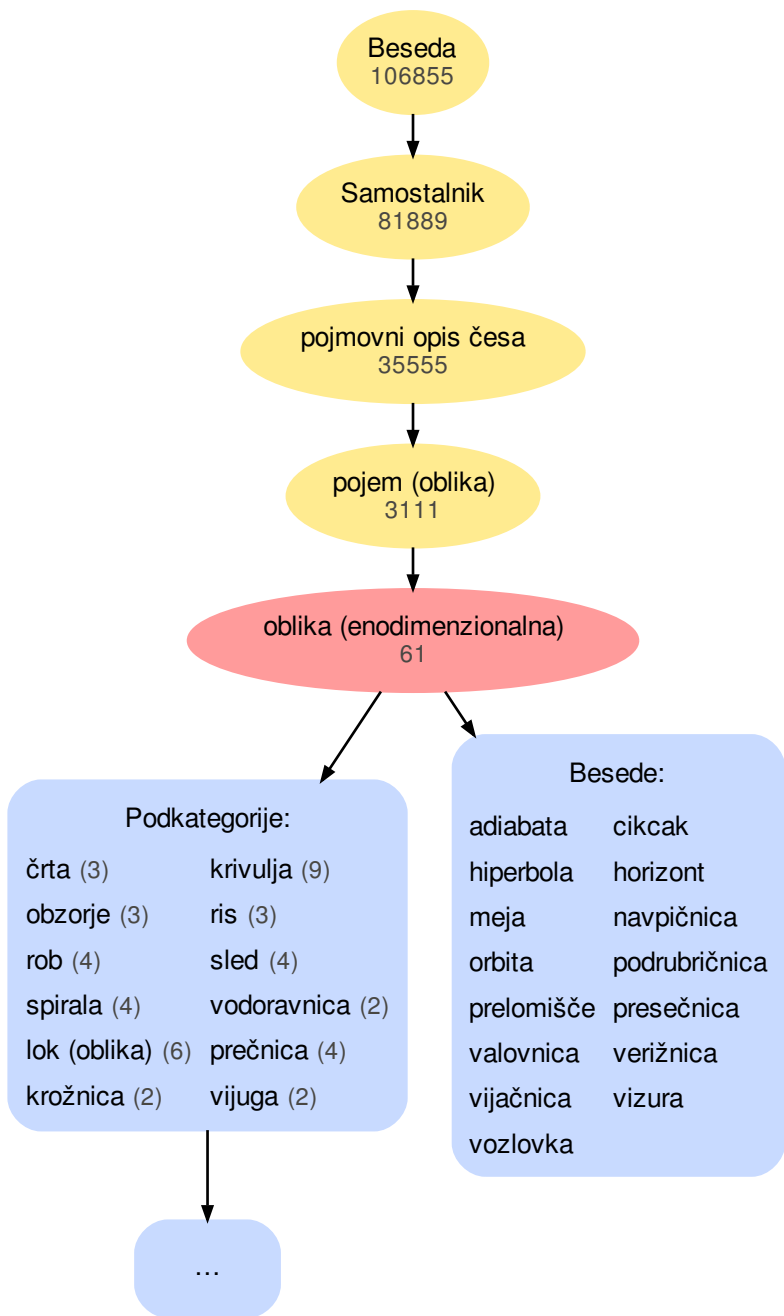 Beseda
106855
Samostalnik
81889
pojmovni opis česa
35555
pojem (oblika)
3111
oblika (enodimenzionalna)
61
Podkategorije:
črta (3) krivulja (9)
obzorje (3) ris (3)
rob (4) sled (4)
spirala (4) vodoravnica (2)
lok (oblika) (6) prečnica (4)
krožnica (2) vijuga (2)
Besede:
adiabata cikcak
hiperbola horizont
meja navpičnica
orbita podrubričnica
prelomišče presečnica
valovnica verižnica
vijačnica vizura
vozlovka
...